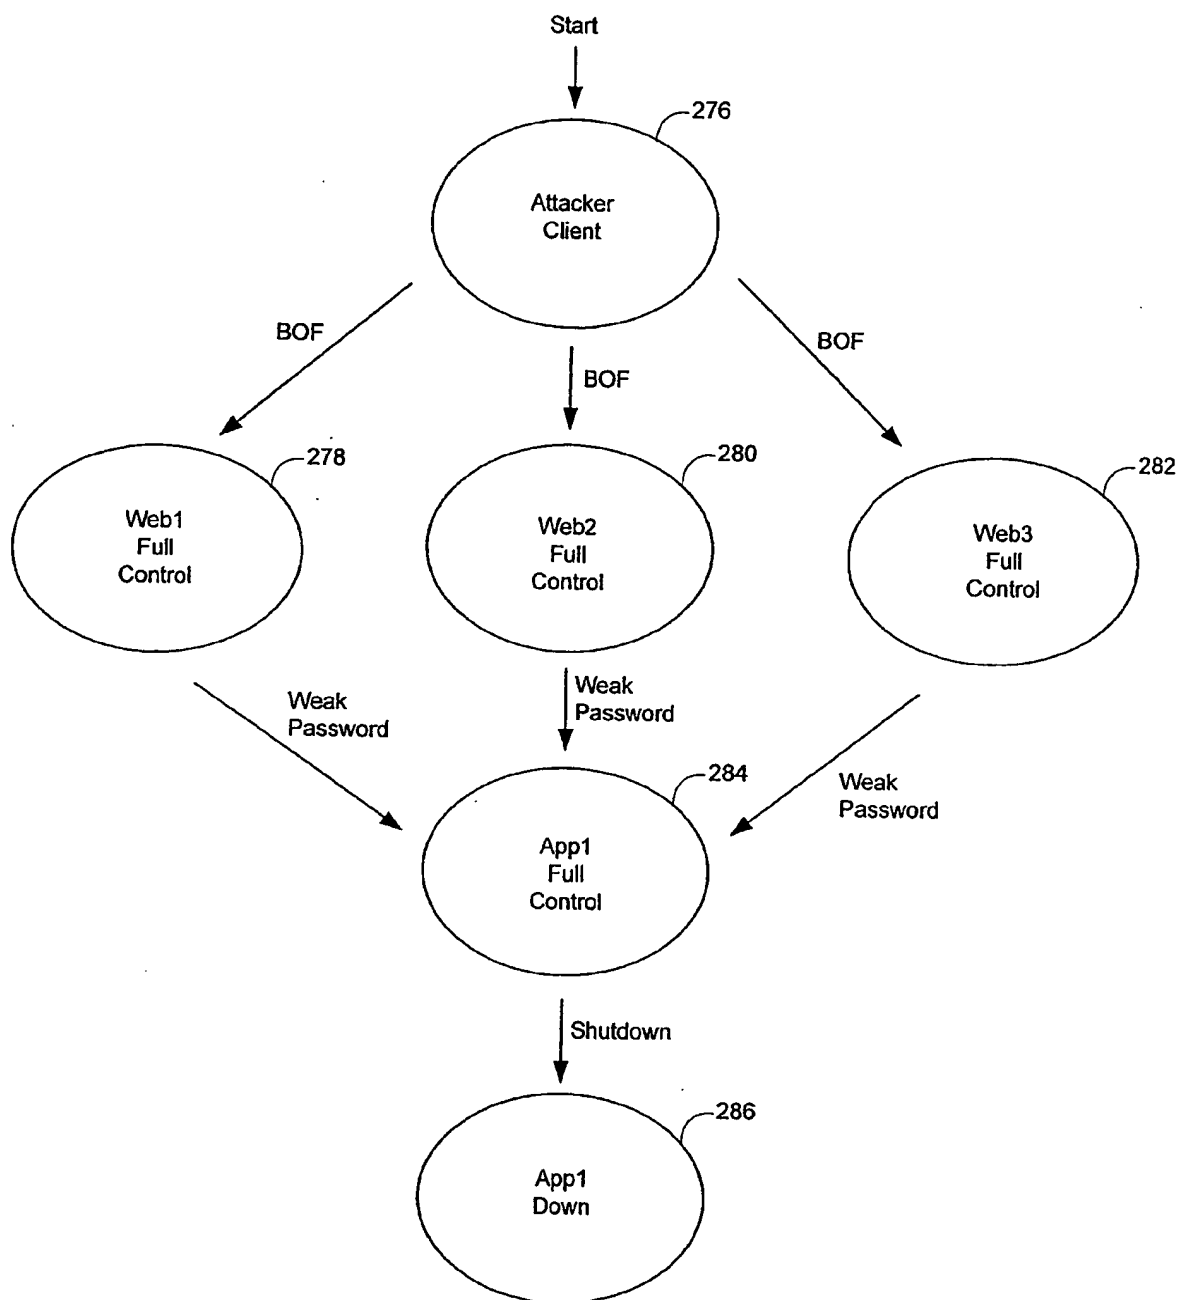 Start
276
Attacker
Client
BOF
BOF
BOF
278
280
282
Web1
Full
Control
Web2
Full
Control
Web3
Full
Control
Weak
Password
Weak
Password
Weak
Password
284
App1
Full
Control
Shutdown
286
App1
Down